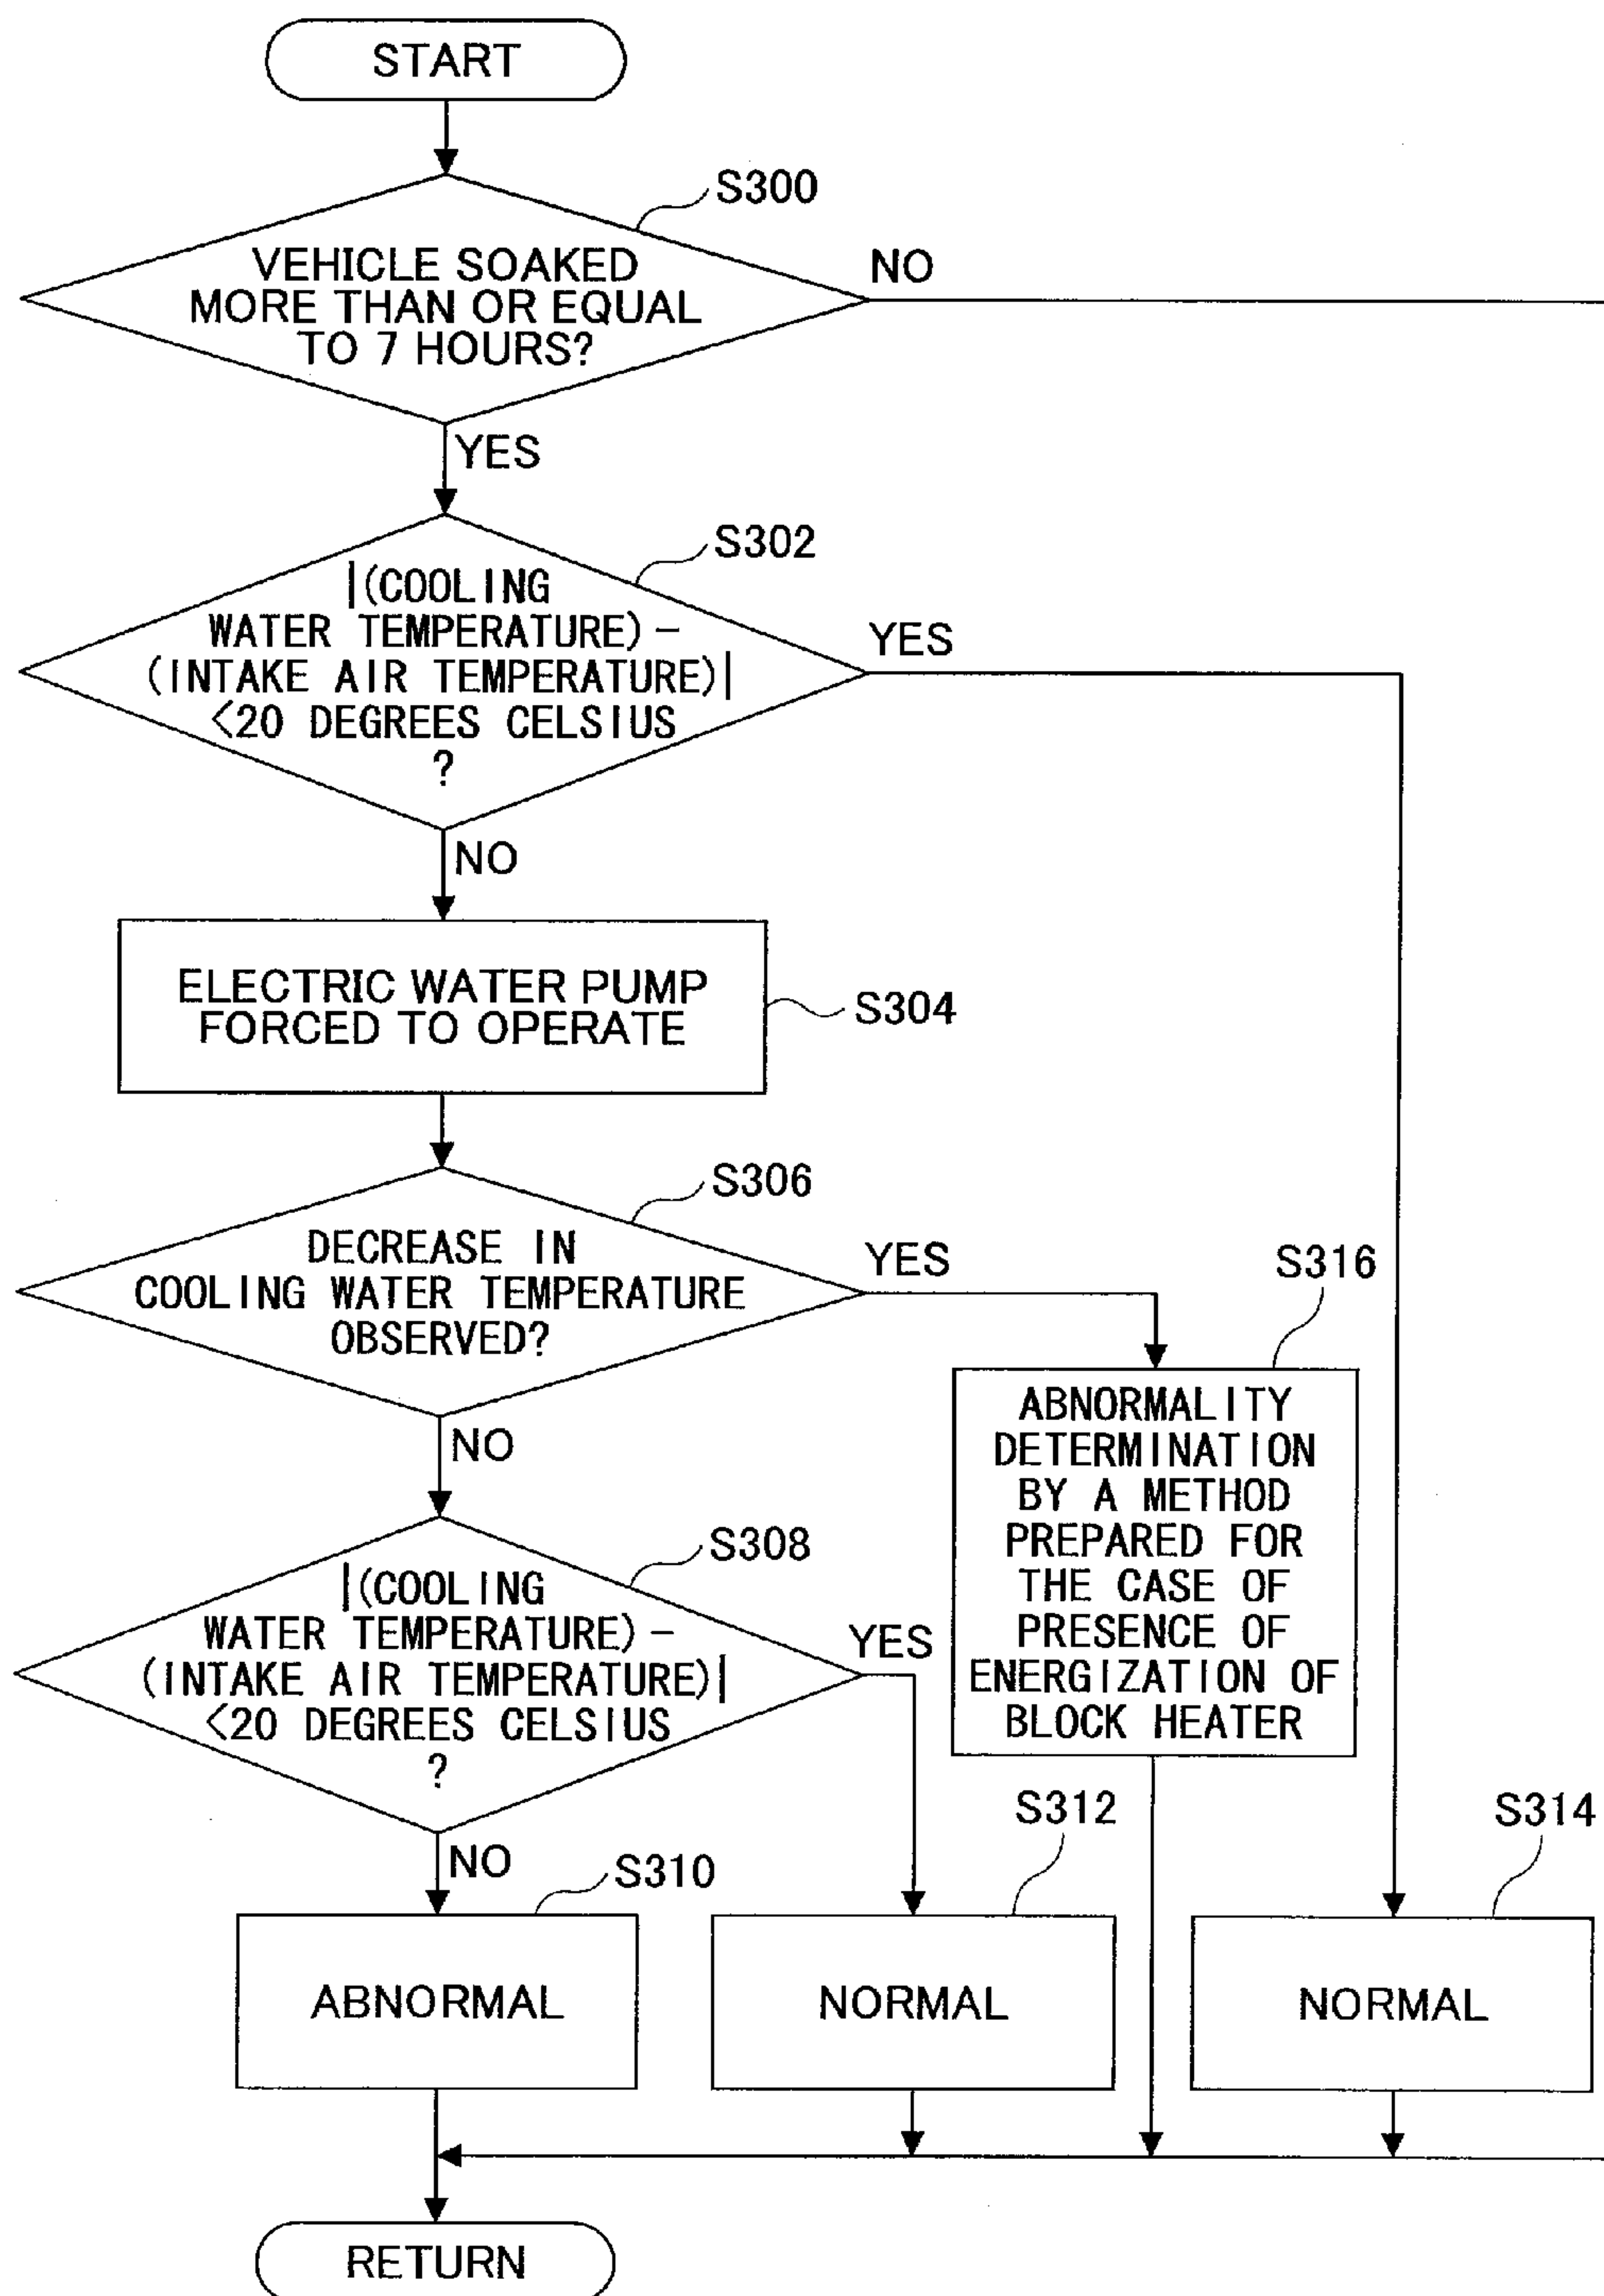 START
S300
VEHICLE SOAKED
MORE THAN OR EQUAL
TO 7 HOURS?
NO
YES
S302
|(COOLING
WATER TEMPERATURE)-
(INTAKE AIR TEMPERATURE)|
<20 DEGREES CELSIUS
?
YES
NO
ELECTRIC WATER PUMP
FORCED TO OPERATE
S304
S306
DECREASE IN
COOLING WATER TEMPERATURE
OBSERVED?
YES
NO
S316
ABNORMALITY
DETERMINATION
BY A METHOD
PREPARED FOR
THE CASE OF
PRESENCE OF
ENERGIZATION OF
BLOCK HEATER
S308
|(COOLING
WATER TEMPERATURE)-
(INTAKE AIR TEMPERATURE)|
<20 DEGREES CELSIUS
?
YES
NO
S310
ABNORMAL
S312
NORMAL
S314
NORMAL
RETURN